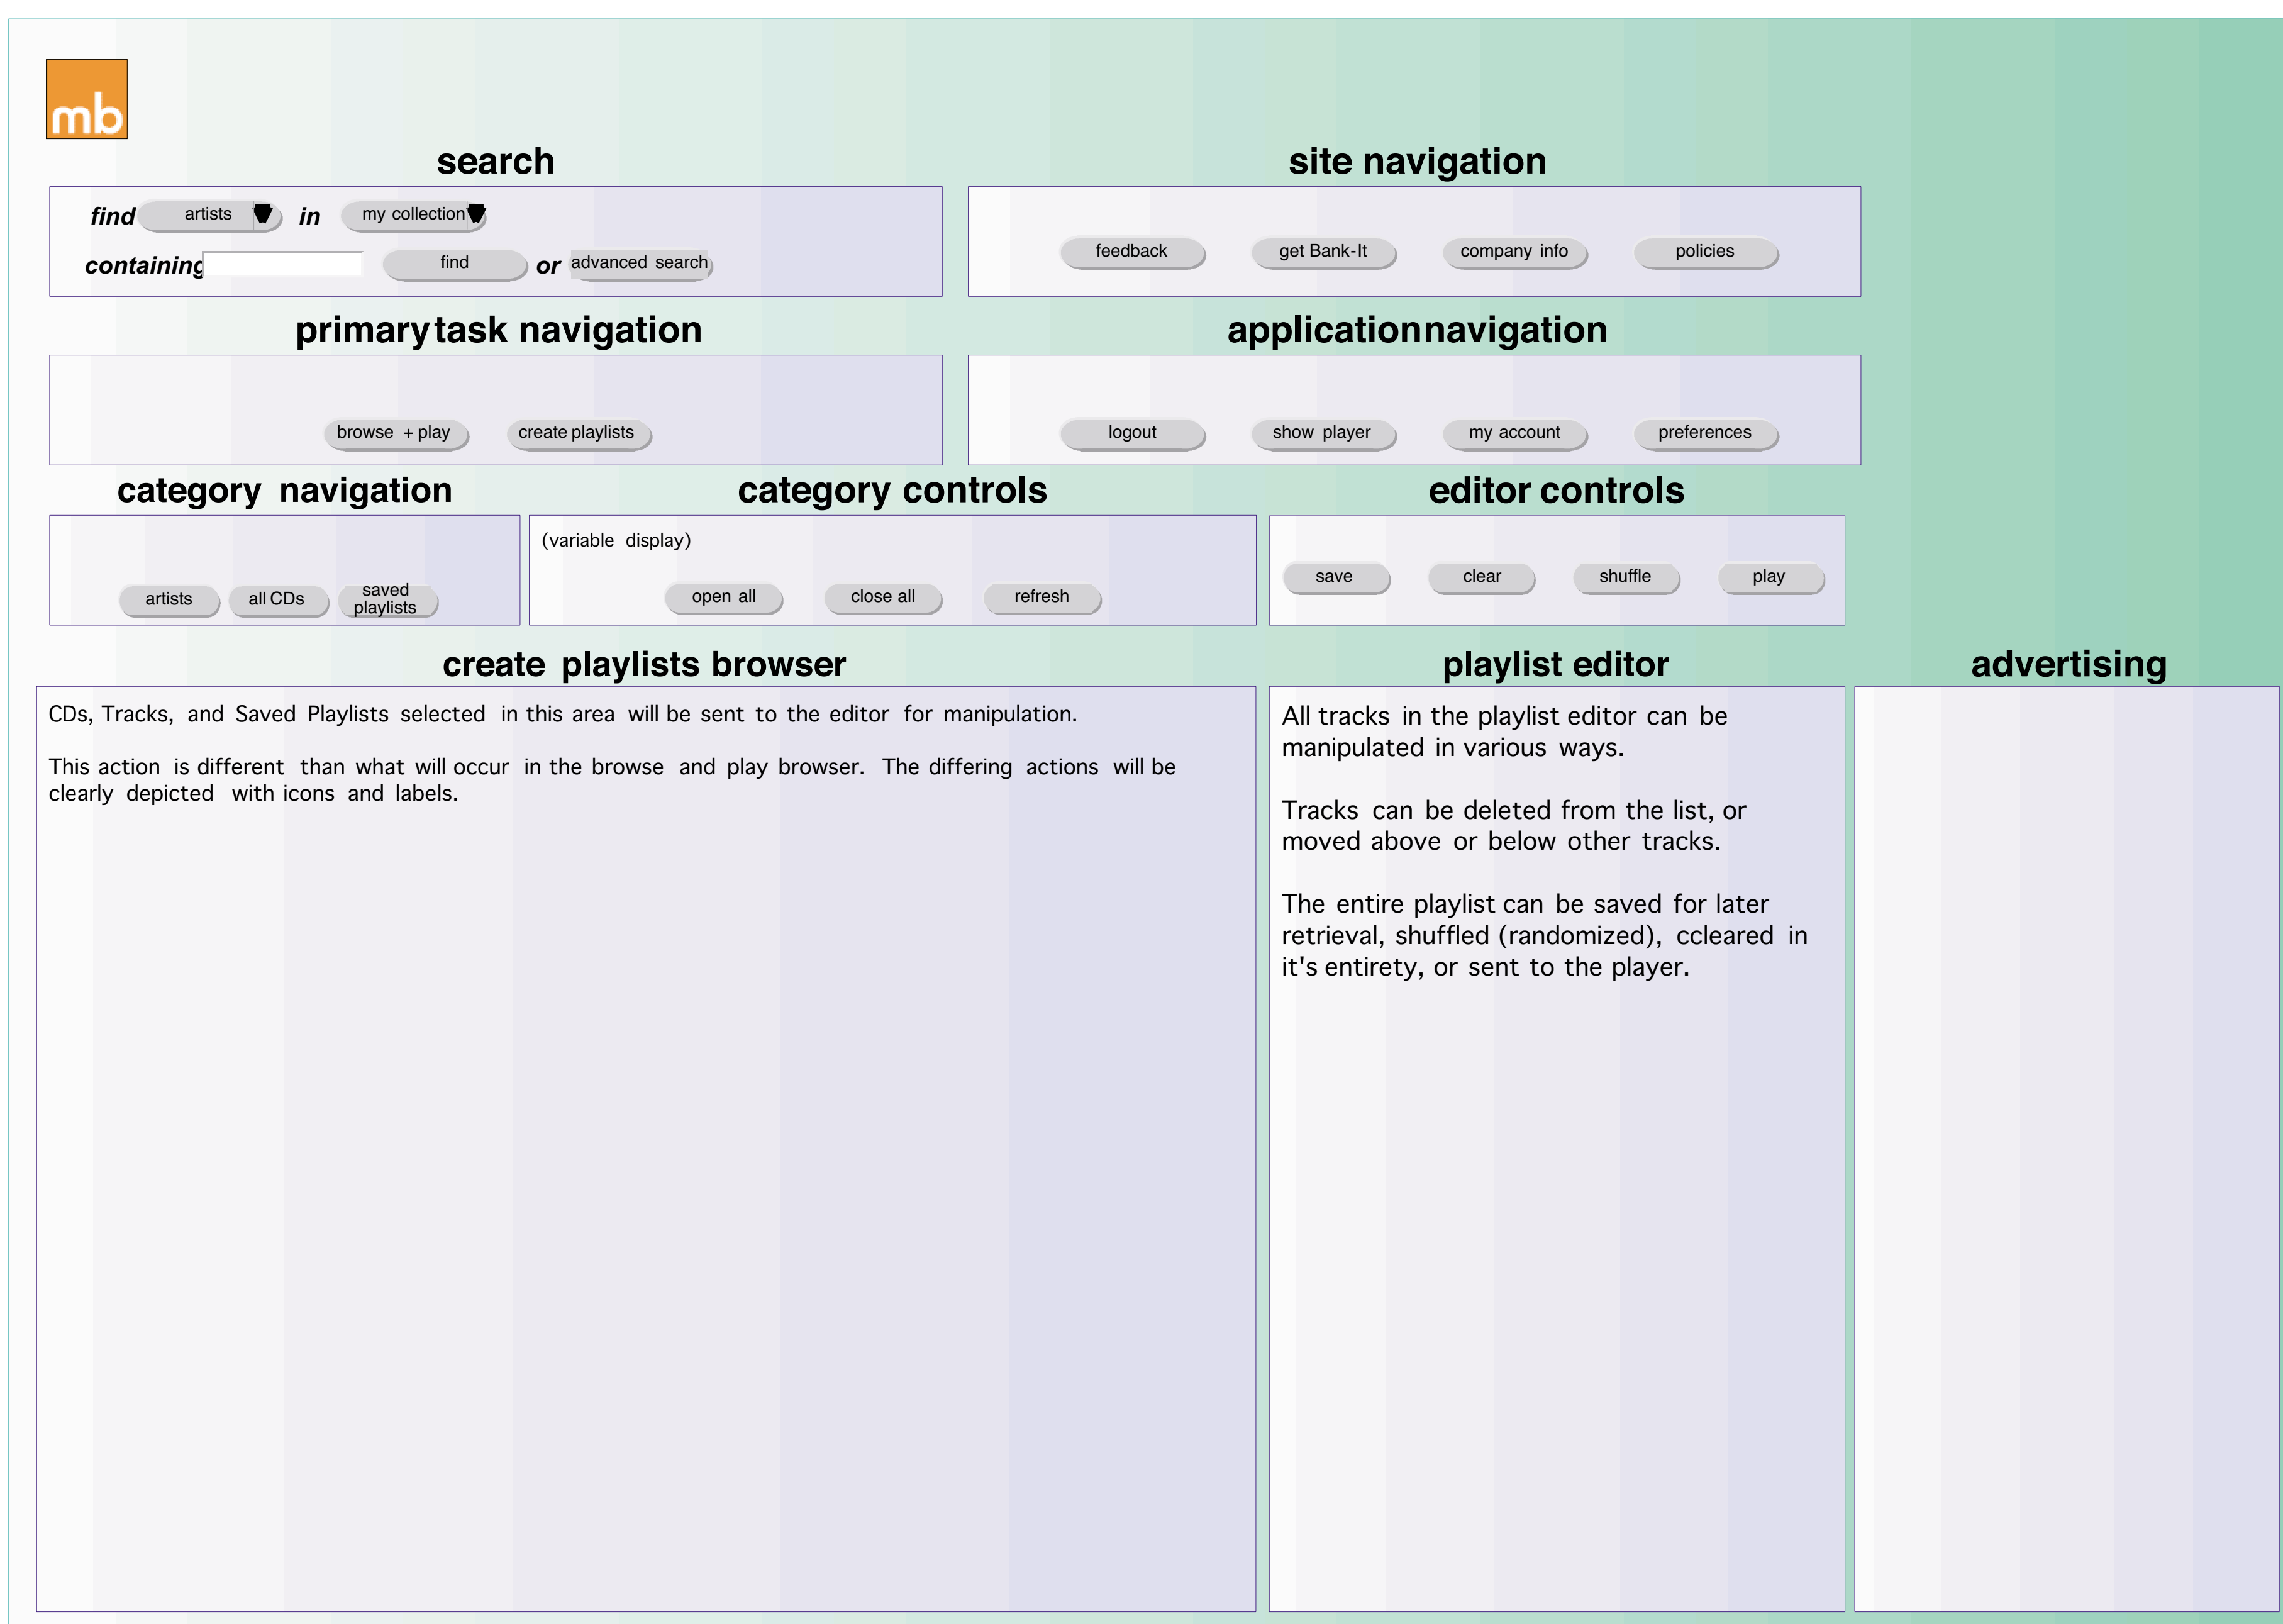 mb
search
site navigation
find artists in my collection
containing find or advanced search
feedback get Bank-It company info policies
primary task navigation
application navigation
browse + play create playlists
logout show player my account preferences
category navigation
category controls
editor controls
(variable display)
artists all CDs saved playlists
open all close all refresh
save clear shuffle play
create playlists browser
playlist editor
advertising
CDs, Tracks, and Saved Playlists selected in this area will be sent to the editor for manipulation.
This action is different than what will occur in the browse and play browser. The differing actions will be
clearly depicted with icons and labels.
All tracks in the playlist editor can be
manipulated in various ways.
Tracks can be deleted from the list, or
moved above or below other tracks.
The entire playlist can be saved for later
retrieval, shuffled (randomized), ccleared in
it's entirety, or sent to the player.